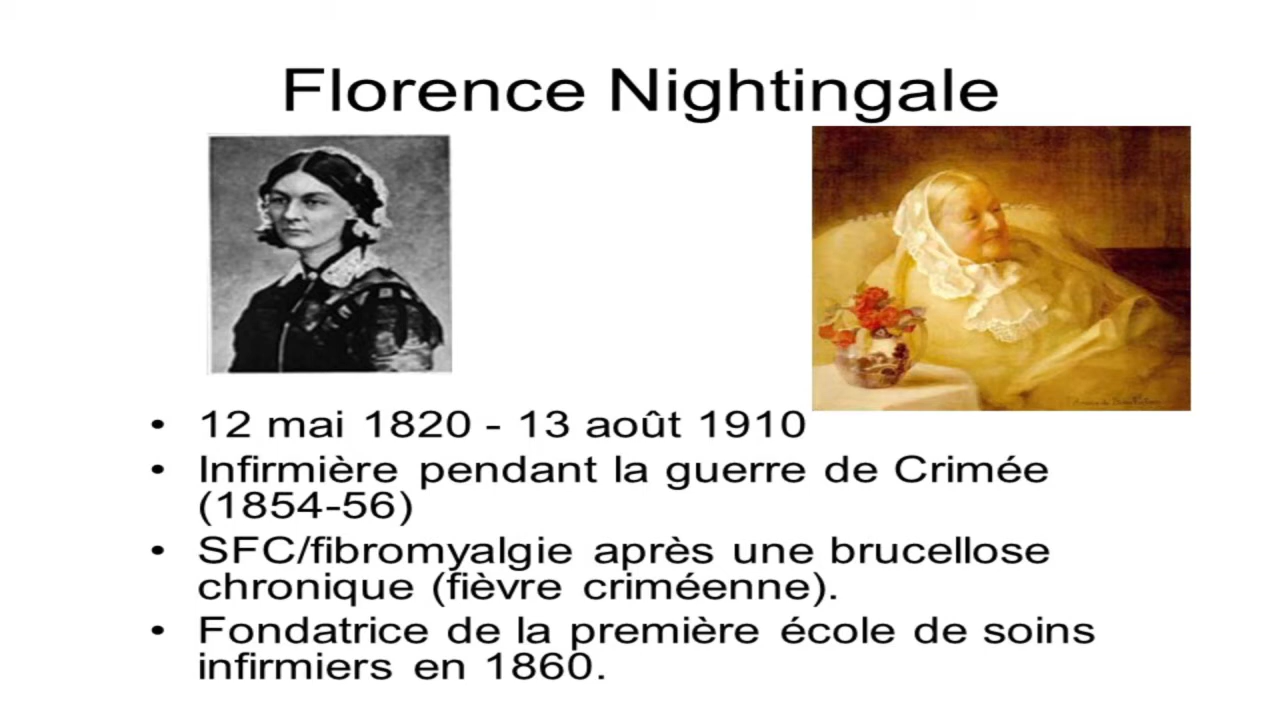 Florence Nightingale
• 12 mai 1820 - 13 août 1910
• Infirmière pendant la guerre de Crimée
(1854-56)
• SFC/fibromyalgie après une brucellose
chronique (fièvre criméenne).
• Fondatrice de la première école de soins
infirmiers en 1860.